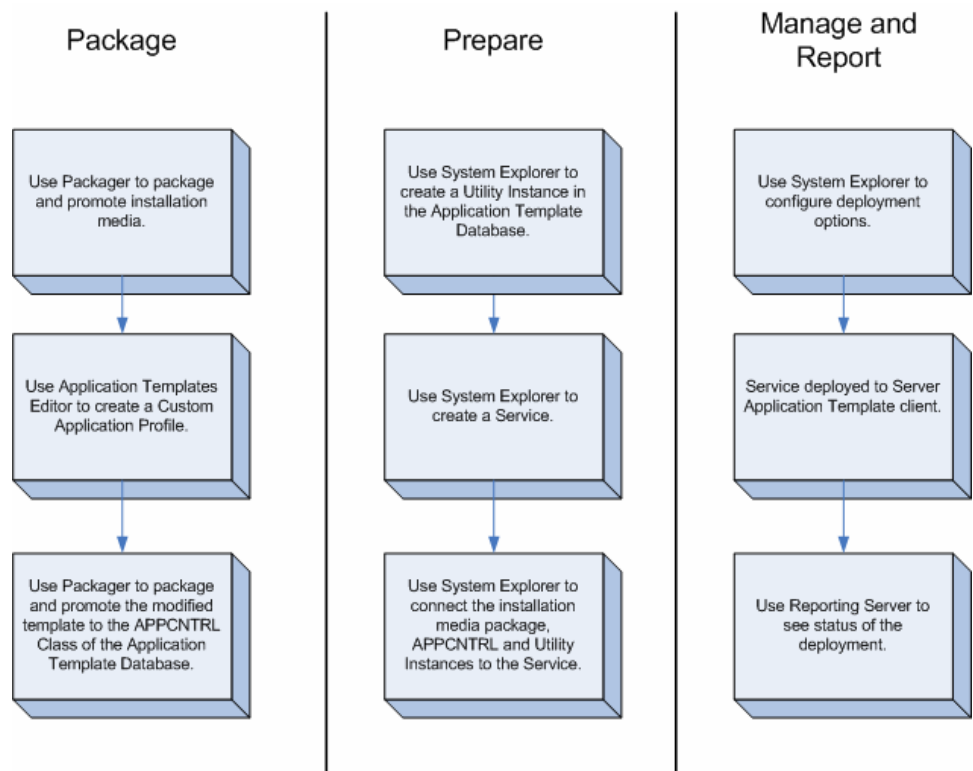 Package
Use Packager to package
and promote installation
media.
Use Application Templates
Editor to create a Custom
Application Profile.
Use Packager to package
and promote the modified
template to the APPCNTRL
Class of the Application
Template Database.
Prepare
Use System Explorer to
create a Utility Instance in
the Application Template
Database.
Use System Explorer to
create a Service.
Use System Explorer to
connect the installation
media package,
APPCNTRL and Utility
Instances to the Service.
Manage and
Report
Use System Explorer to
configure deployment
options.
Service deployed to Server
Application Template client.
Use Reporting Server to
see status of the
deployment.